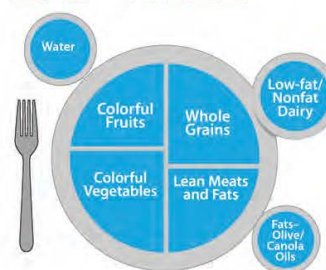 Water
Colorful
Fruits
Whole
Grains
Low-fat/
Nonfat
Dairy
Colorful
Vegetables
Lean Meats
and Fats
Fats–
Olive/
Canola
Oils